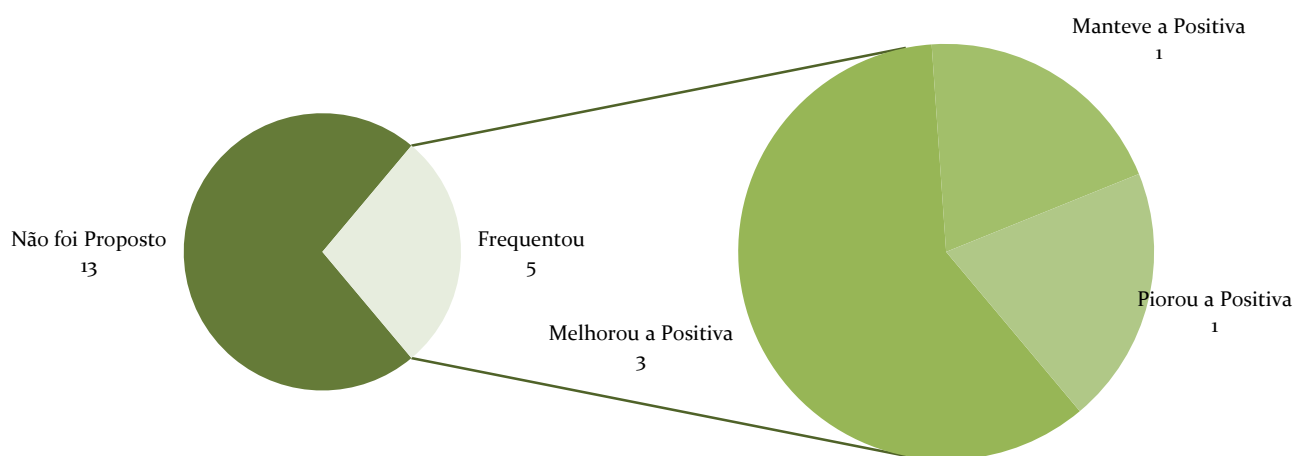 Manteve a Positiva
1
Não foi Proposto
13
Frequentou
5
Melhorou a Positiva
3
Piorou a Positiva
1